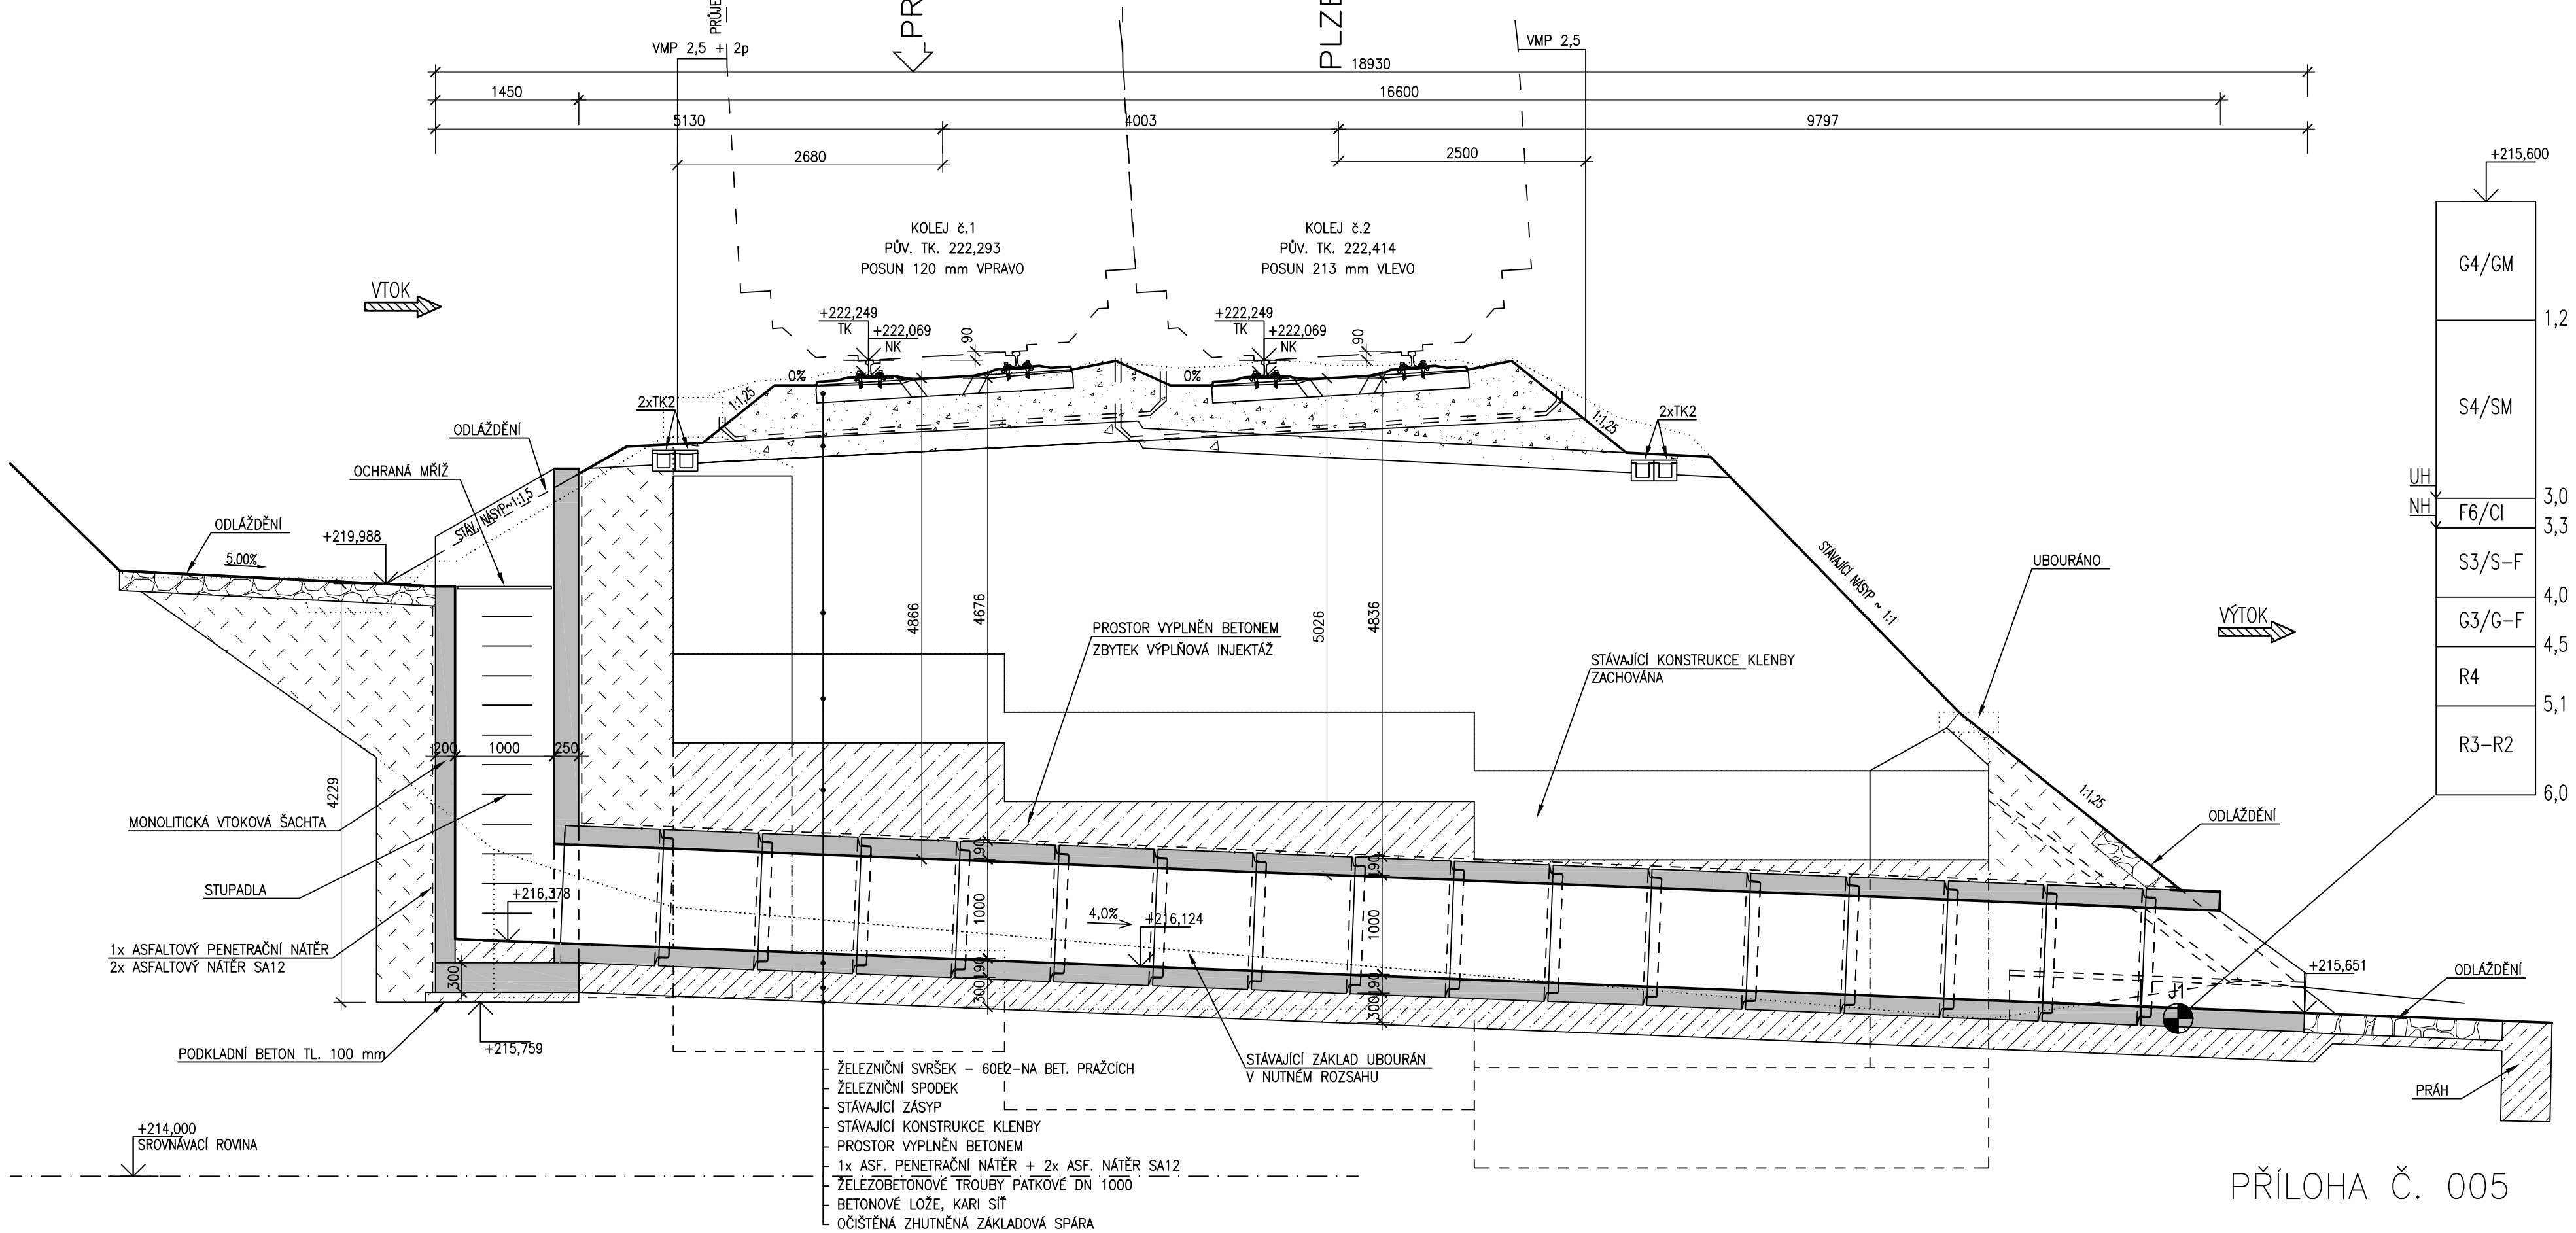 PRŮJE
PR
PLZE
VMP 2,5 + 2p
VMP 2,5
18930
1450
16600
5130
4003
9797
2680
2500
+215,600
KOLEJ č.1
PŮV. TK. 222,293
POSUN 120 mm VPRAVO
KOLEJ č.2
PŮV. TK. 222,414
POSUN 213 mm VLEVO
G4/GM
VTOK
+222,249
TK
+222,069
NK
90
+222,249
TK
+222,069
NK
90
1,2
0%
0%
1:1,25
1:1,25
2xTK2
2xTK2
S4/SM
ODLÁŽDĚNÍ
OCHRANÁ MŘÍŽ
STÁV. NÁSYP~1:1,5
UH
3,0
NH
F6/CI
3,3
ODLÁŽDĚNÍ
5.00%
+219,988
STÁVAJÍCÍ NÁSYP ~ 1:1
UBOURÁNO
S3/S-F
4,0
4866
4676
5026
4836
VÝTOK
G3/G-F
4,5
PROSTOR VYPLNĚN BETONEM
ZBYTEK VÝPLŇOVÁ INJEKTÁŽ
STÁVAJÍCÍ KONSTRUKCE KLENBY
ZACHOVÁNA
R4
5,1
200
1000
250
4229
R3-R2
6,0
1:1,25
MONOLITICKÁ VTOKOVÁ ŠACHTA
ODLÁŽDĚNÍ
190
190
STUPADLA
+216,378
1000
1000
4,0%
+216,124
1x ASFALTOVÝ PENETRAČNÍ NÁTĚR
2x ASFALTOVÝ NÁTĚR SA12
300
190
300
190
300
+215,651
ODLÁŽDĚNÍ
J1
PODKLADNÍ BETON TL. 100 mm
+215,759
STÁVAJÍCÍ ZÁKLAD UBOURÁN
V NUTNÉM ROZSAHU
PRÁH
ŽELEZNIČNÍ SVRŠEK - 60E2-NA BET. PRAŽCÍCH
ŽELEZNIČNÍ SPODEK
STÁVAJÍCÍ ZÁSYP
STÁVAJÍCÍ KONSTRUKCE KLENBY
PROSTOR VYPLNĚN BETONEM
1x ASF. PENETRAČNÍ NÁTĚR + 2x ASF. NÁTĚR SA12
ŽELEZOBETONOVÉ TROUBY PATKOVÉ DN 1000
BETONOVÉ LOŽE, KARI SÍŤ
OČIŠTĚNÁ ZHUTNĚNÁ ZÁKLADOVÁ SPÁRA
+214,000
SROVNÁVACÍ ROVINA
PŘÍLOHA Č. 005